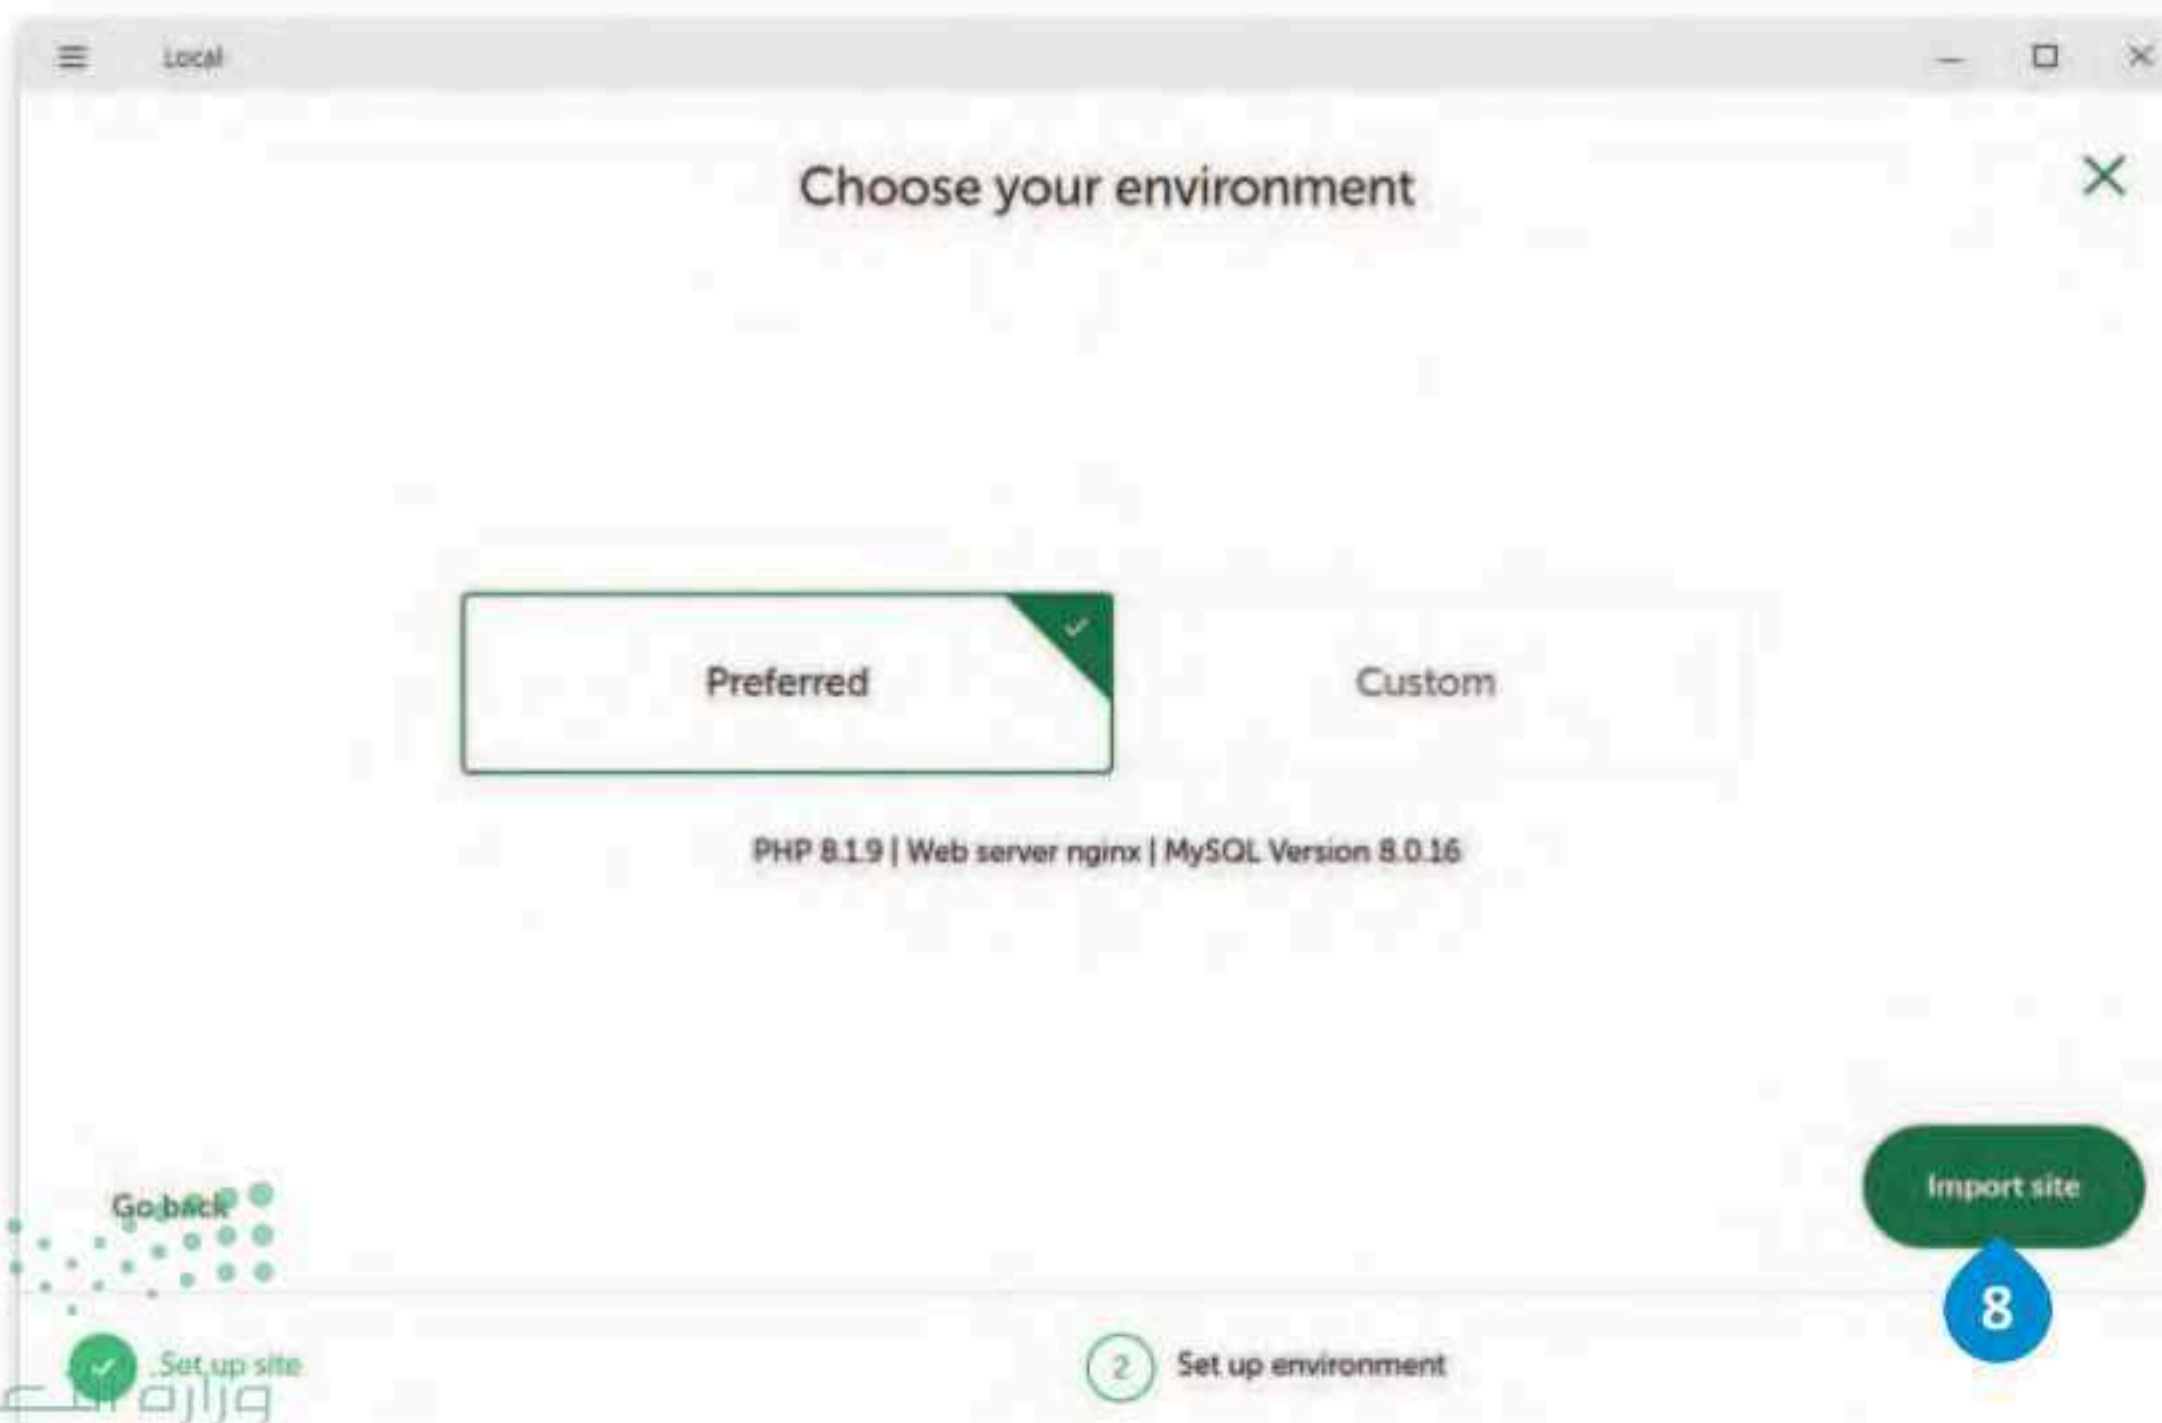 Local
Choose your environment
Preferred
Custom
PHP 8.1.9 | Web server nginx | MySQL Version 8.0.16
Go back
Import site
8
Set up site
2 Set up environment
وزارة